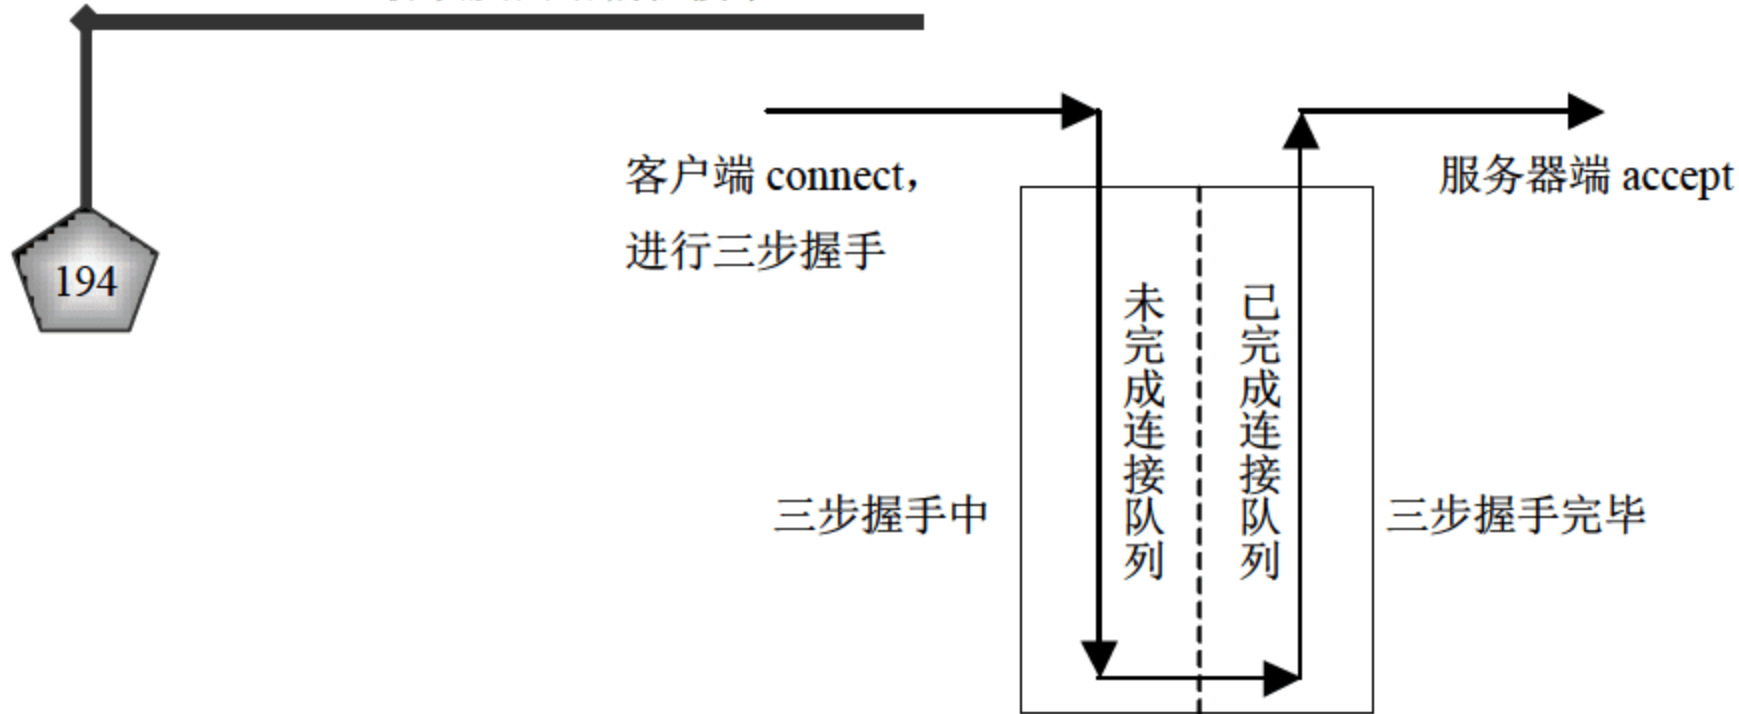 194
客户端 connect，
进行三步握手
服务器端 accept
未完成连接队列
已完成连接队列
三步握手中
三步握手完毕